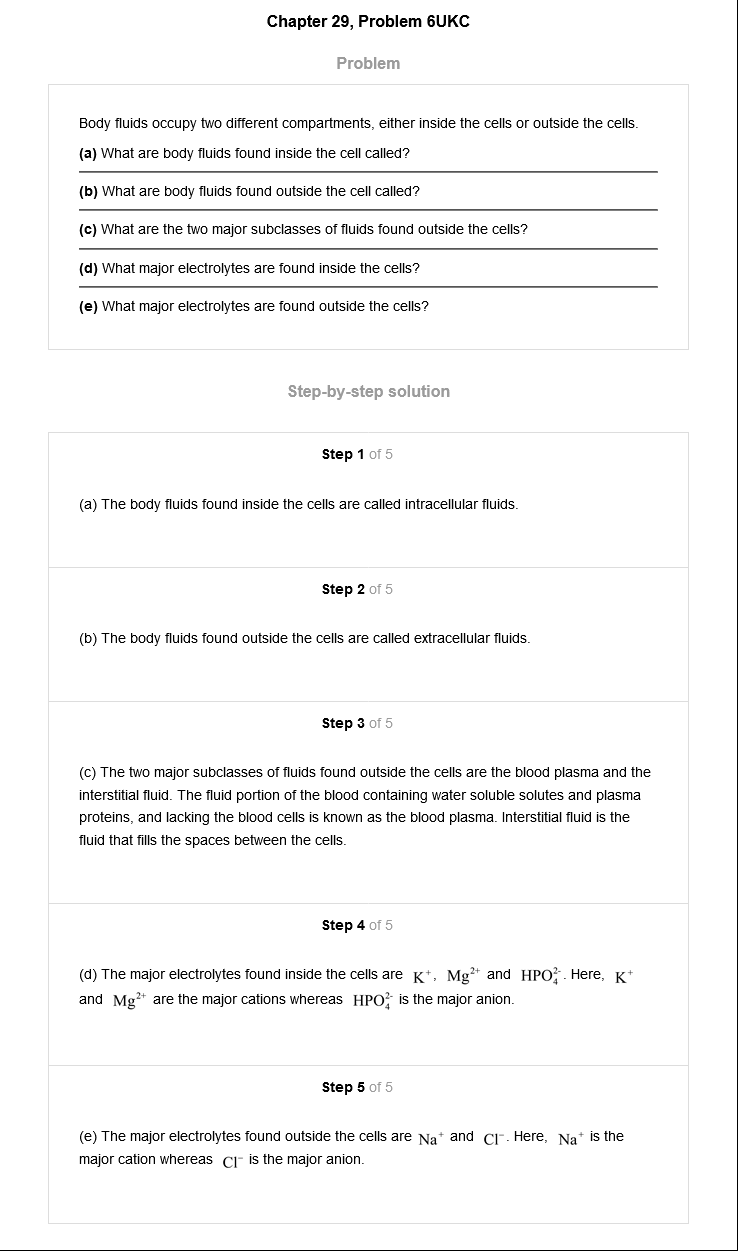 Chapter 29, Problem 6UKC
Problem
Body fluids occupy two different compartments, either inside the cells or outside the cells.
(a) What are body fluids found inside the cell called?
(b) What are body fluids found outside the cell called?
(c) What are the two major subclasses of fluids found outside the cells?
(d) What major electrolytes are found inside the cells?
(e) What major electrolytes are found outside the cells?
Step-by-step solution
Step 1 of 5
(a) The body fluids found inside the cells are called intracellular fluids.
Step 2 of 5
(b) The body fluids found outside the cells are called extracellular fluids.
Step 3 of 5
(c) The two major subclasses of fluids found outside the cells are the blood plasma and the
interstitial fluid. The fluid portion of the blood containing water soluble solutes and plasma
proteins, and lacking the blood cells is known as the blood plasma. Interstitial fluid is the
fluid that fills the spaces between the cells.
Step 4 of 5
(d) The major electrolytes found inside the cells are K⁺, Mg²⁺ and HPO₄²⁻. Here, K⁺
and Mg²⁺ are the major cations whereas HPO₄²⁻ is the major anion.
Step 5 of 5
(e) The major electrolytes found outside the cells are Na⁺ and Cl⁻. Here, Na⁺ is the
major cation whereas Cl⁻ is the major anion.